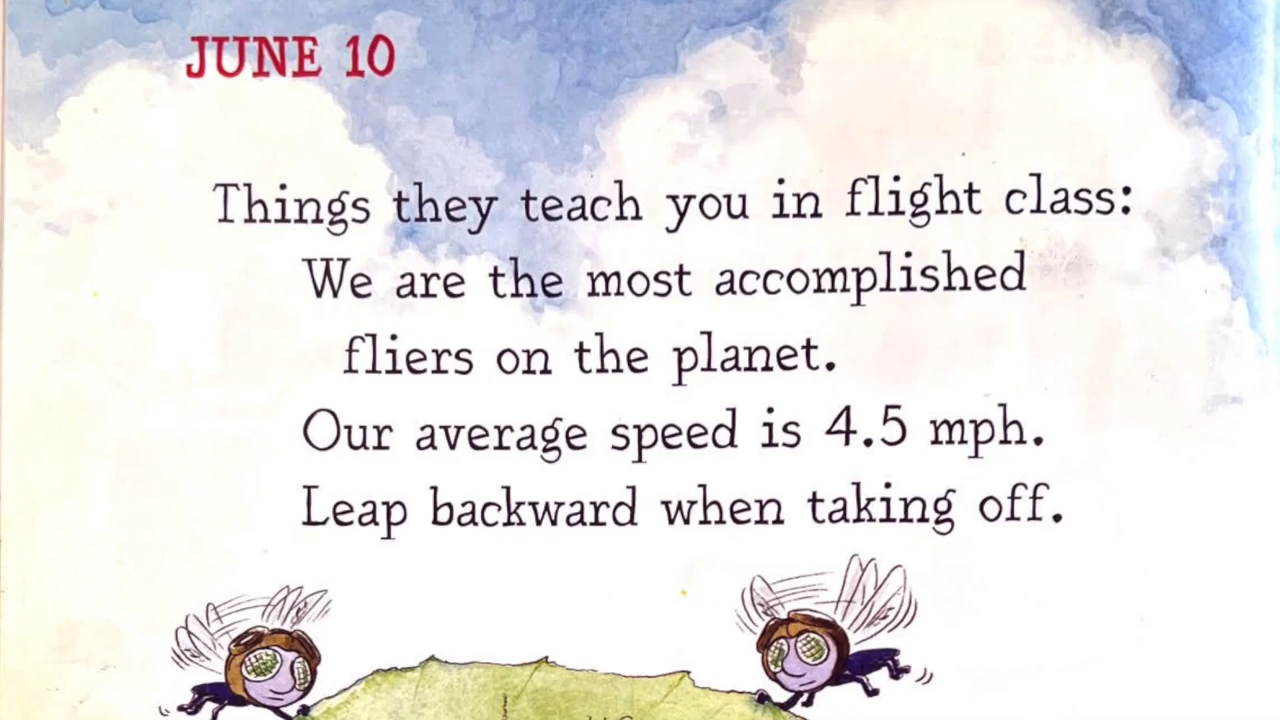 JUNE 10
Things they teach you in flight class:
We are the most accomplished
fliers on the planet.
Our average speed is 4.5 mph.
Leap backward when taking off.